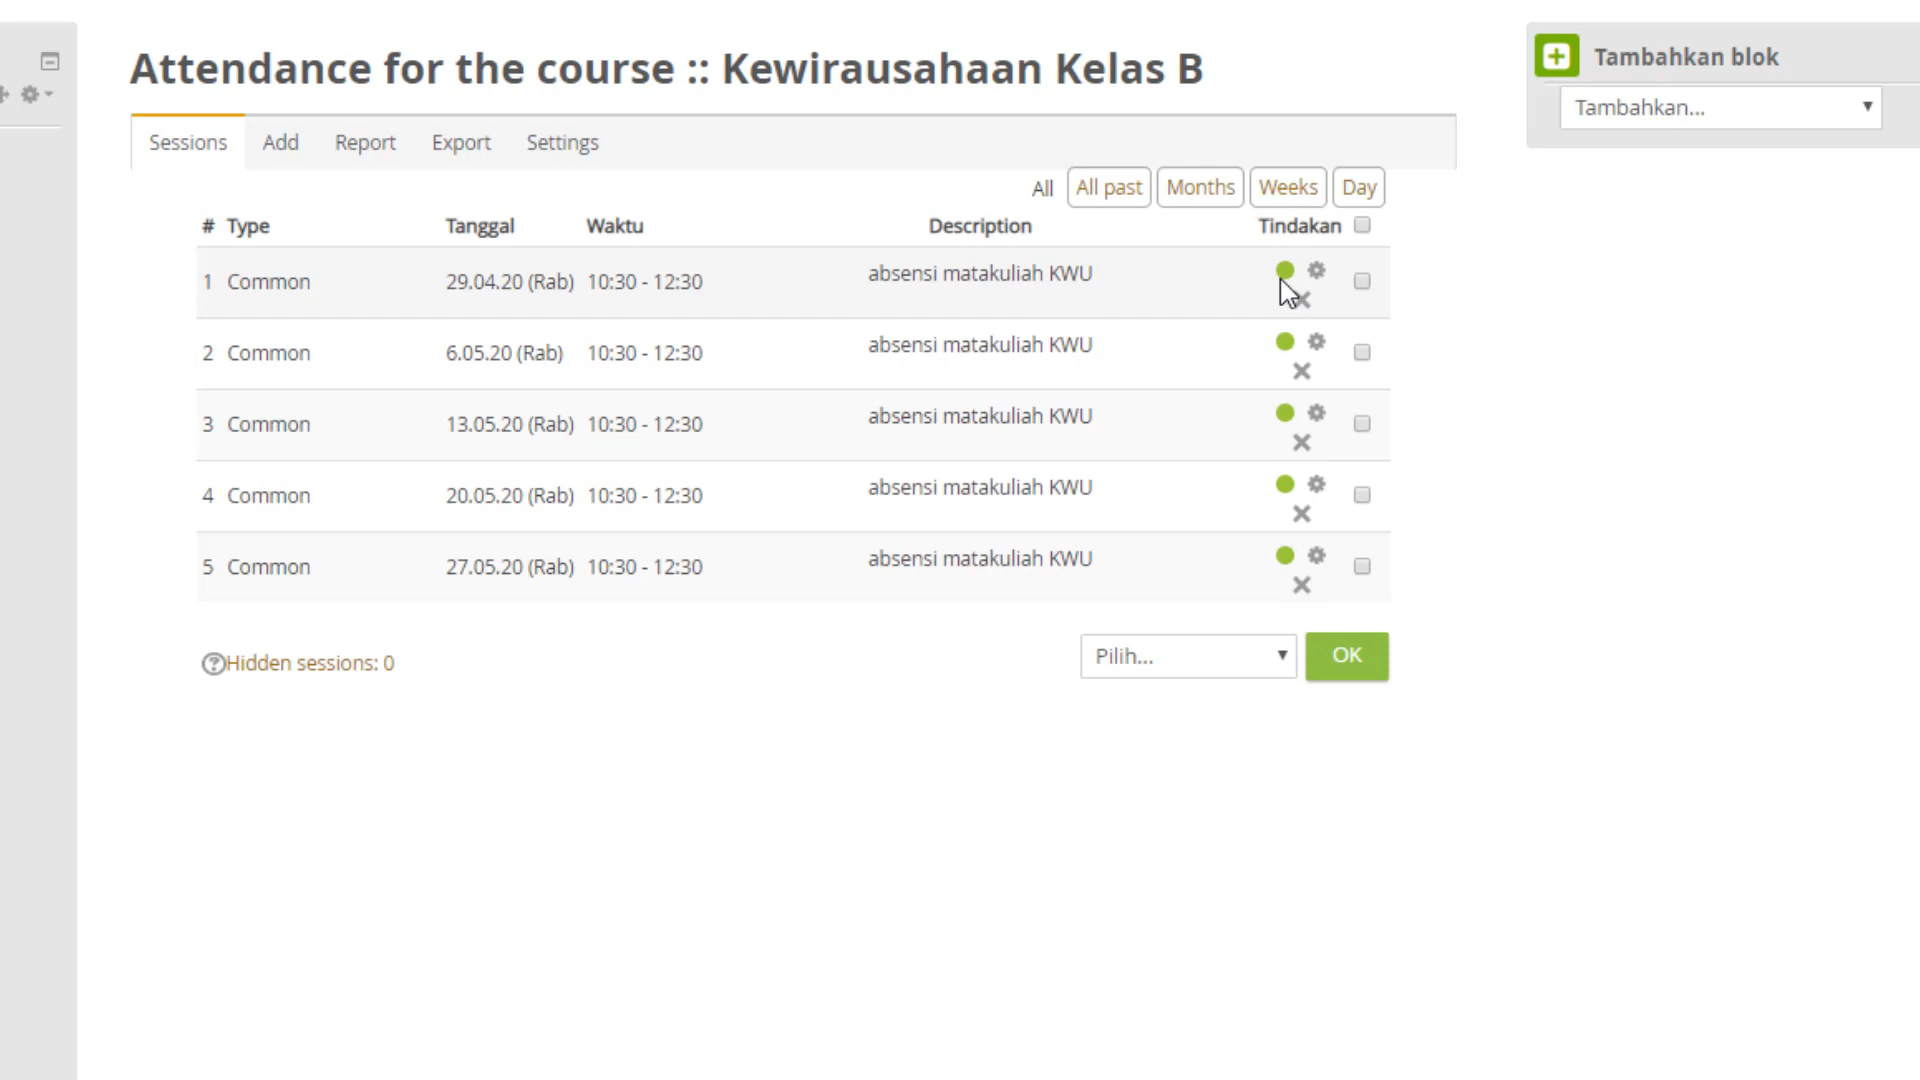 Attendance for the course :: Kewirausahaan Kelas B
Tambahkan blok
Tambahkan...
Sessions Add Report Export Settings
All All past Months Weeks Day
# Type Tanggal Waktu Description Tindakan
1 Common 29.04.20 (Rab) 10:30 - 12:30 absensi matakuliah KWU
2 Common 6.05.20 (Rab) 10:30 - 12:30 absensi matakuliah KWU
3 Common 13.05.20 (Rab) 10:30 - 12:30 absensi matakuliah KWU
4 Common 20.05.20 (Rab) 10:30 - 12:30 absensi matakuliah KWU
5 Common 27.05.20 (Rab) 10:30 - 12:30 absensi matakuliah KWU
Hidden sessions: 0
Pilih... OK